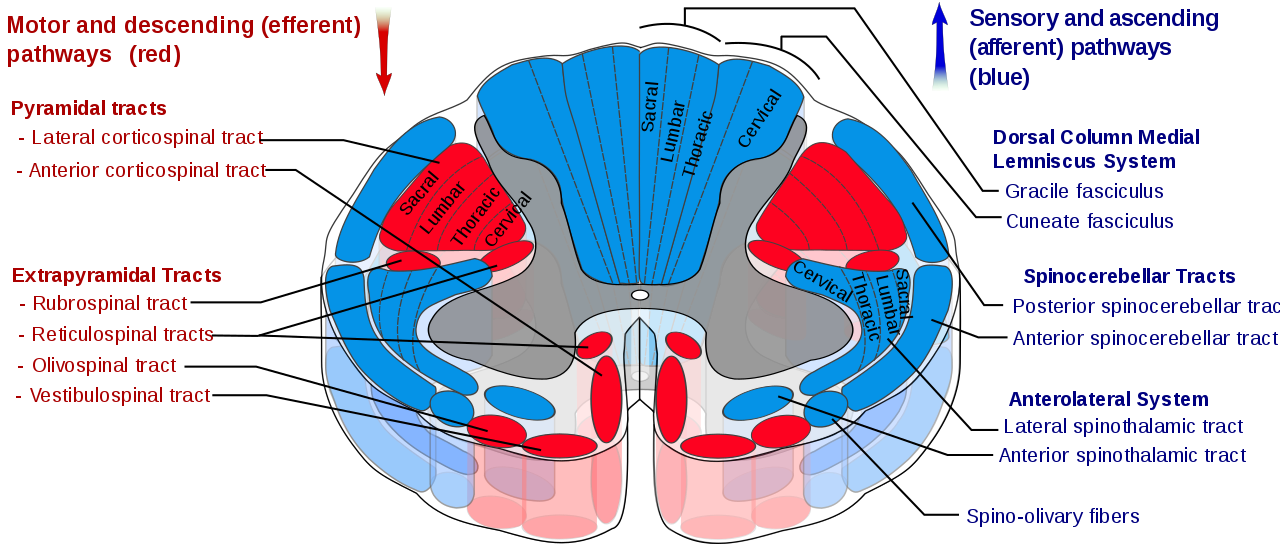 Motor and descending (efferent)
pathways (red)
Pyramidal tracts
- Lateral corticospinal tract
- Anterior corticospinal tract
Extrapyramidal Tracts
- Rubrospinal tract
- Reticulospinal tracts
- Olivospinal tract
- Vestibulospinal tract
Sacral
Lumbar
Thoracic
Cervical
Sacral
Lumbar
Thoracic
Cervical
Cervical
Thoracic
Lumbar
Sacral
Sensory and ascending
(afferent) pathways
(blue)
Dorsal Column Medial
Lemniscus System
Gracile fasciculus
Cuneate fasciculus
Spinocerebellar Tracts
Posterior spinocerebellar trac
Anterior spinocerebellar tract
Anterolateral System
Lateral spinothalamic tract
Anterior spinothalamic tract
Spino-olivary fibers